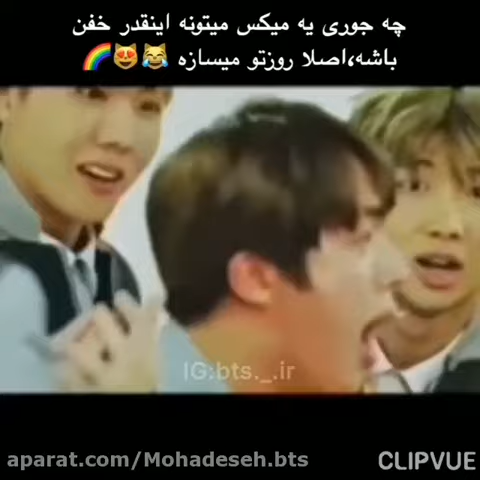 چه جوری یه میکس میتونه اینقدر خفن
باشه،اصلا روزتو میسازه 😹😻🌈
IG:bts._.ir
aparat.com/Mohadeseh.bts
CLIPVUE